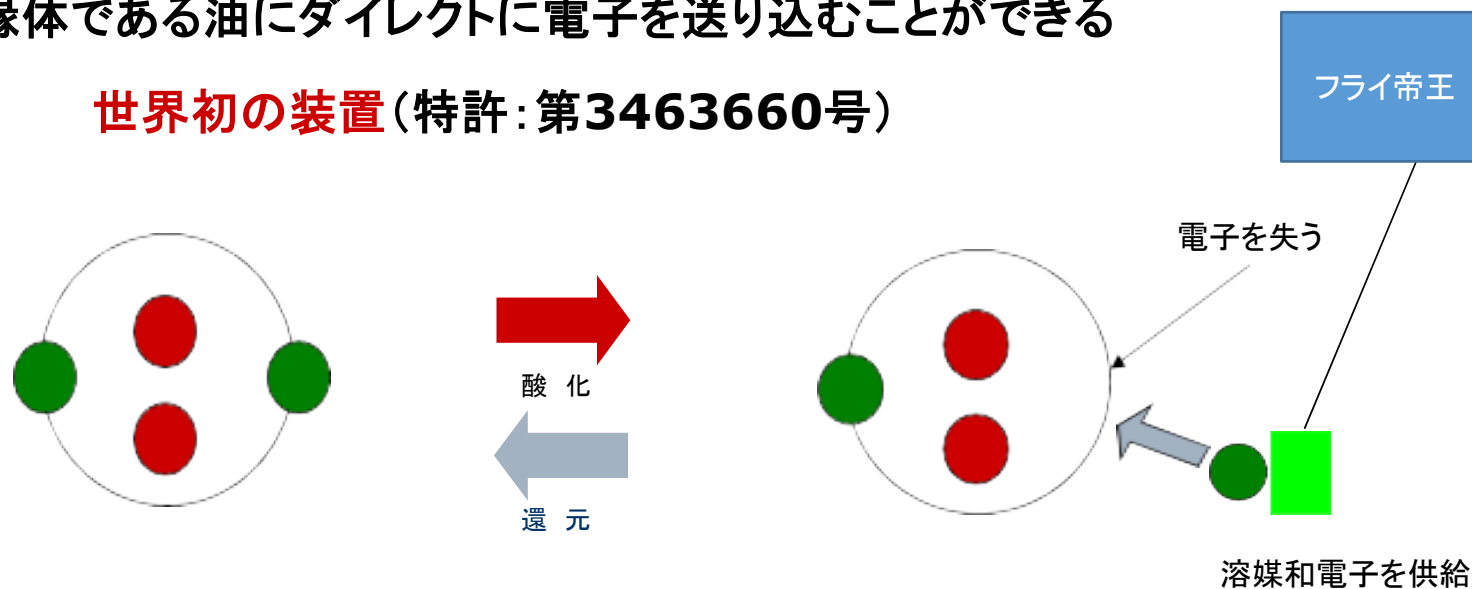 縁体である油にダイレクトに電子を送り込むことができる
世界初の装置(特許:第3463660号)
フライ帝王
電子を失う
酸 化
還 元
溶媒和電子を供給